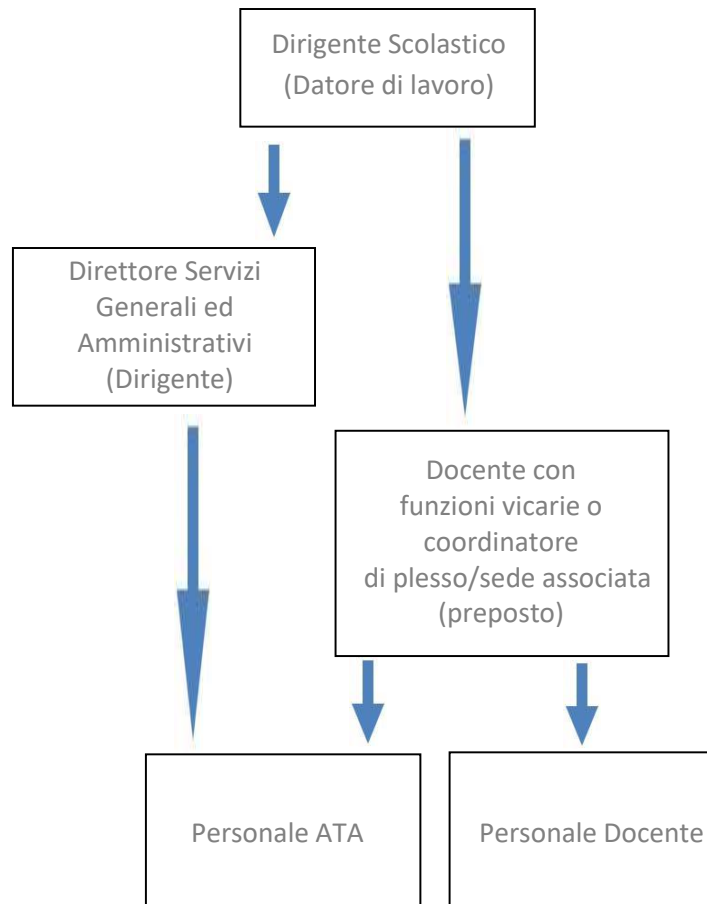 Dirigente Scolastico
(Datore di lavoro)
Direttore Servizi
Generali ed
Amministrativi
(Dirigente)
Docente con
funzioni vicarie o
coordinatore
di plesso/sede associata
(preposto)
Personale ATA
Personale Docente